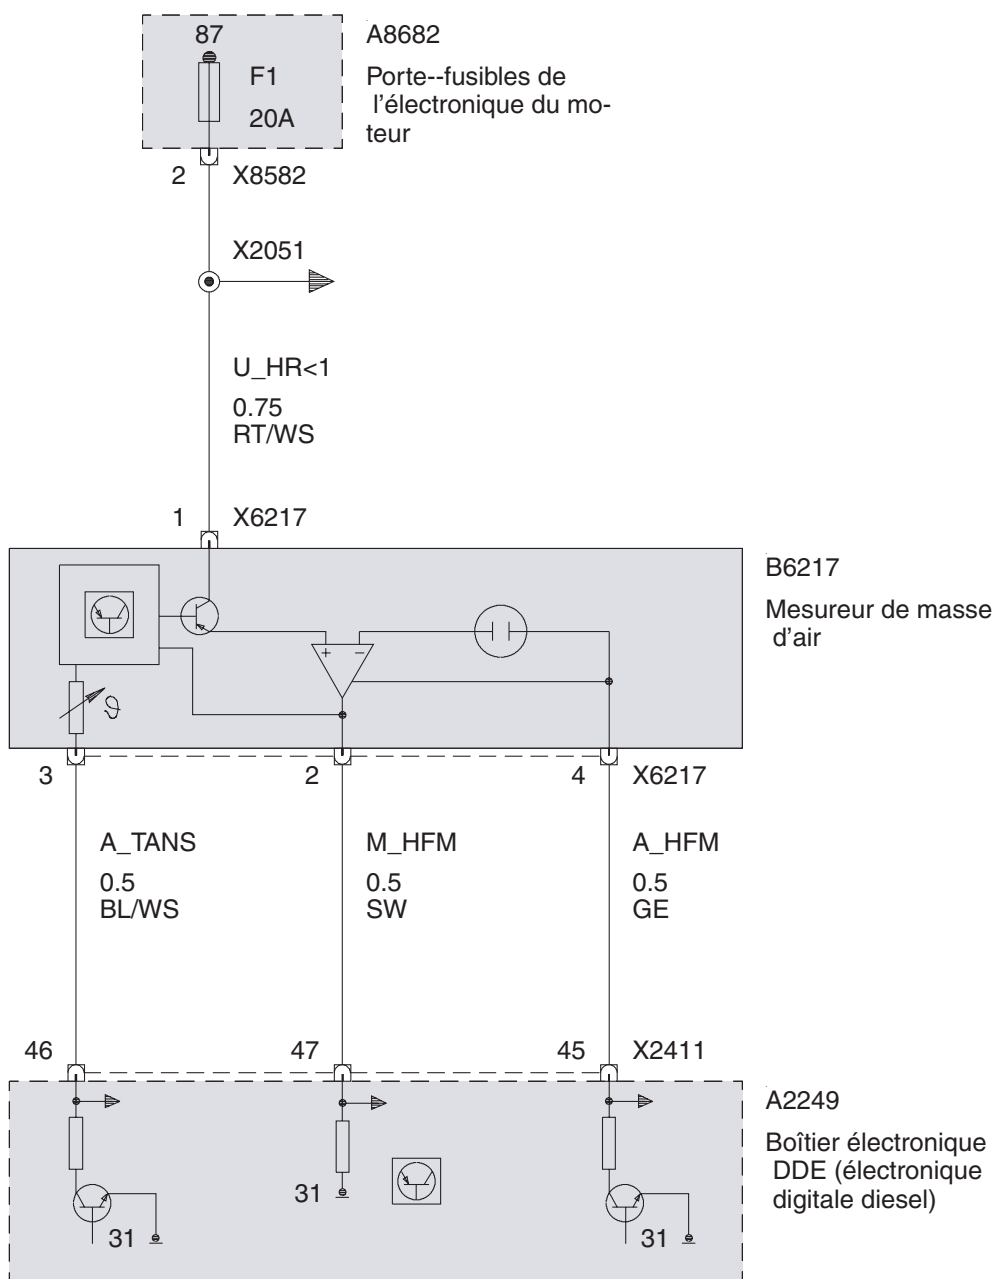 87
A8682
F1
Porte--fusibles de
l'électronique du mo-
20A
teur
2
X8582
X2051
U_HR<1
0.75
RT/WS
1
X6217
B6217
Mesureur de masse
d'air
+ −
ϑ
3
2
4
X6217
A_TANS
M_HFM
A_HFM
0.5
0.5
0.5
BL/WS
SW
GE
46
47
45
X2411
A2249
Boîtier électronique
DDE (électronique
digitale diesel)
31
31
31